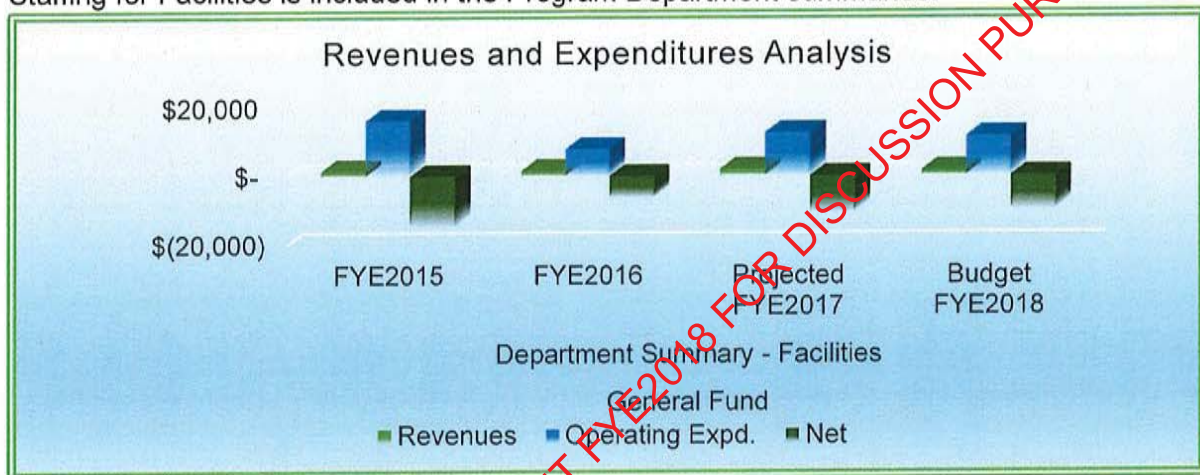 Revenues and Expenditures Analysis
$20,000
$-
$(20,000)
FYE2015 FYE2016 Projected FYE2017 Budget FYE2018
Department Summary - Facilities
General Fund
Revenues Operating Expd. Net
FYE2018 FOR DISCUSSION